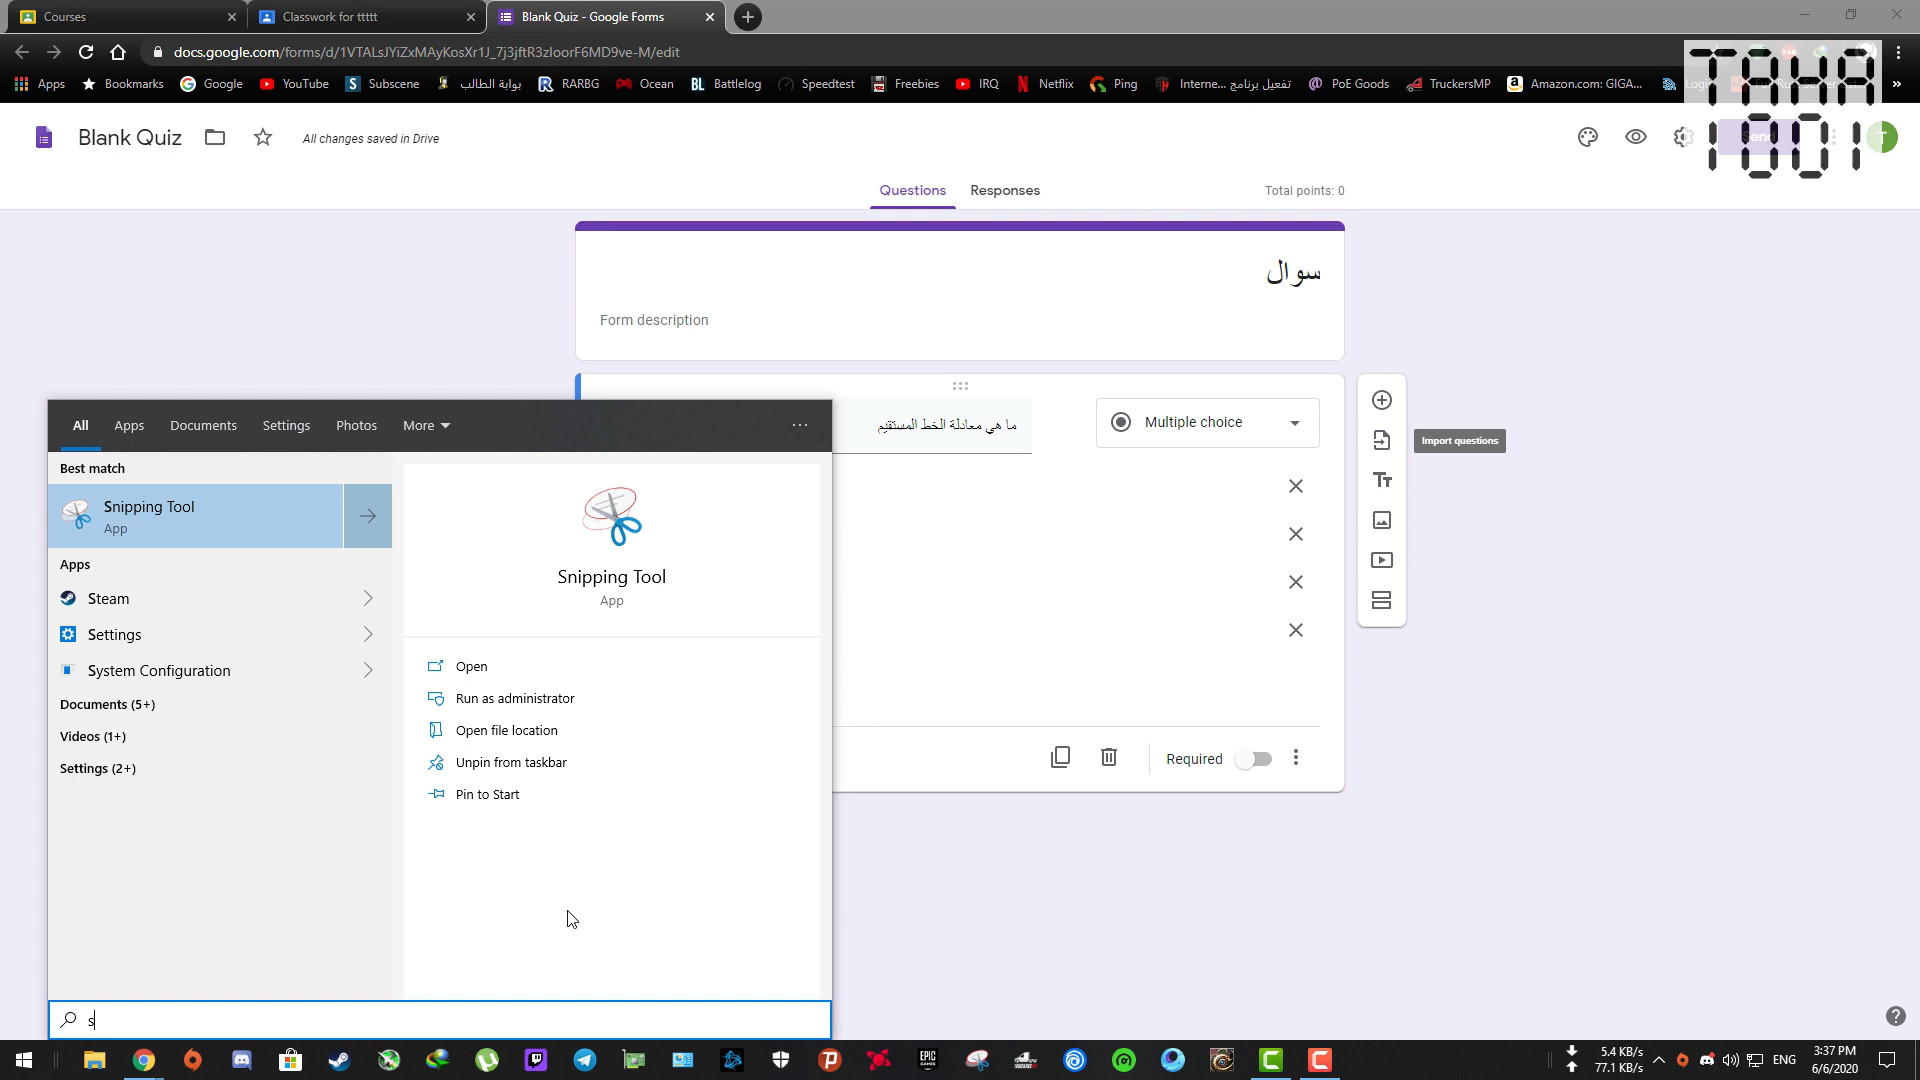 Courses
Classwork for ttttt
Blank Quiz - Google Forms
docs.google.com/forms/d/1VTALsJYiZxMAyKosXr1J_7j3jftR3zIoorF6MD9ve-M/edit
Apps
Bookmarks
Google
YouTube
Subscene
بوابة الطالب
RARBG
Ocean
Battlelog
Speedtest
Freebies
IRQ
Netflix
Ping
تفعيل برنامج ...Interne
PoE Goods
TruckersMP
Amazon.com: GIGA...
»
TAHA
1001
Blank Quiz
All changes saved in Drive
Send
T
Questions
Responses
Total points: 0
سوال
Form description
ما هي معادلة الخط المستقيم
Multiple choice
Import questions
Required
All
Apps
Documents
Settings
Photos
More
Best match
Snipping Tool
App
Apps
Steam
Settings
System Configuration
Documents (5+)
Videos (1+)
Settings (2+)
Snipping Tool
App
Open
Run as administrator
Open file location
Unpin from taskbar
Pin to Start
s
5.4 KB/s
77.1 KB/s
ENG
3:37 PM
6/6/2020